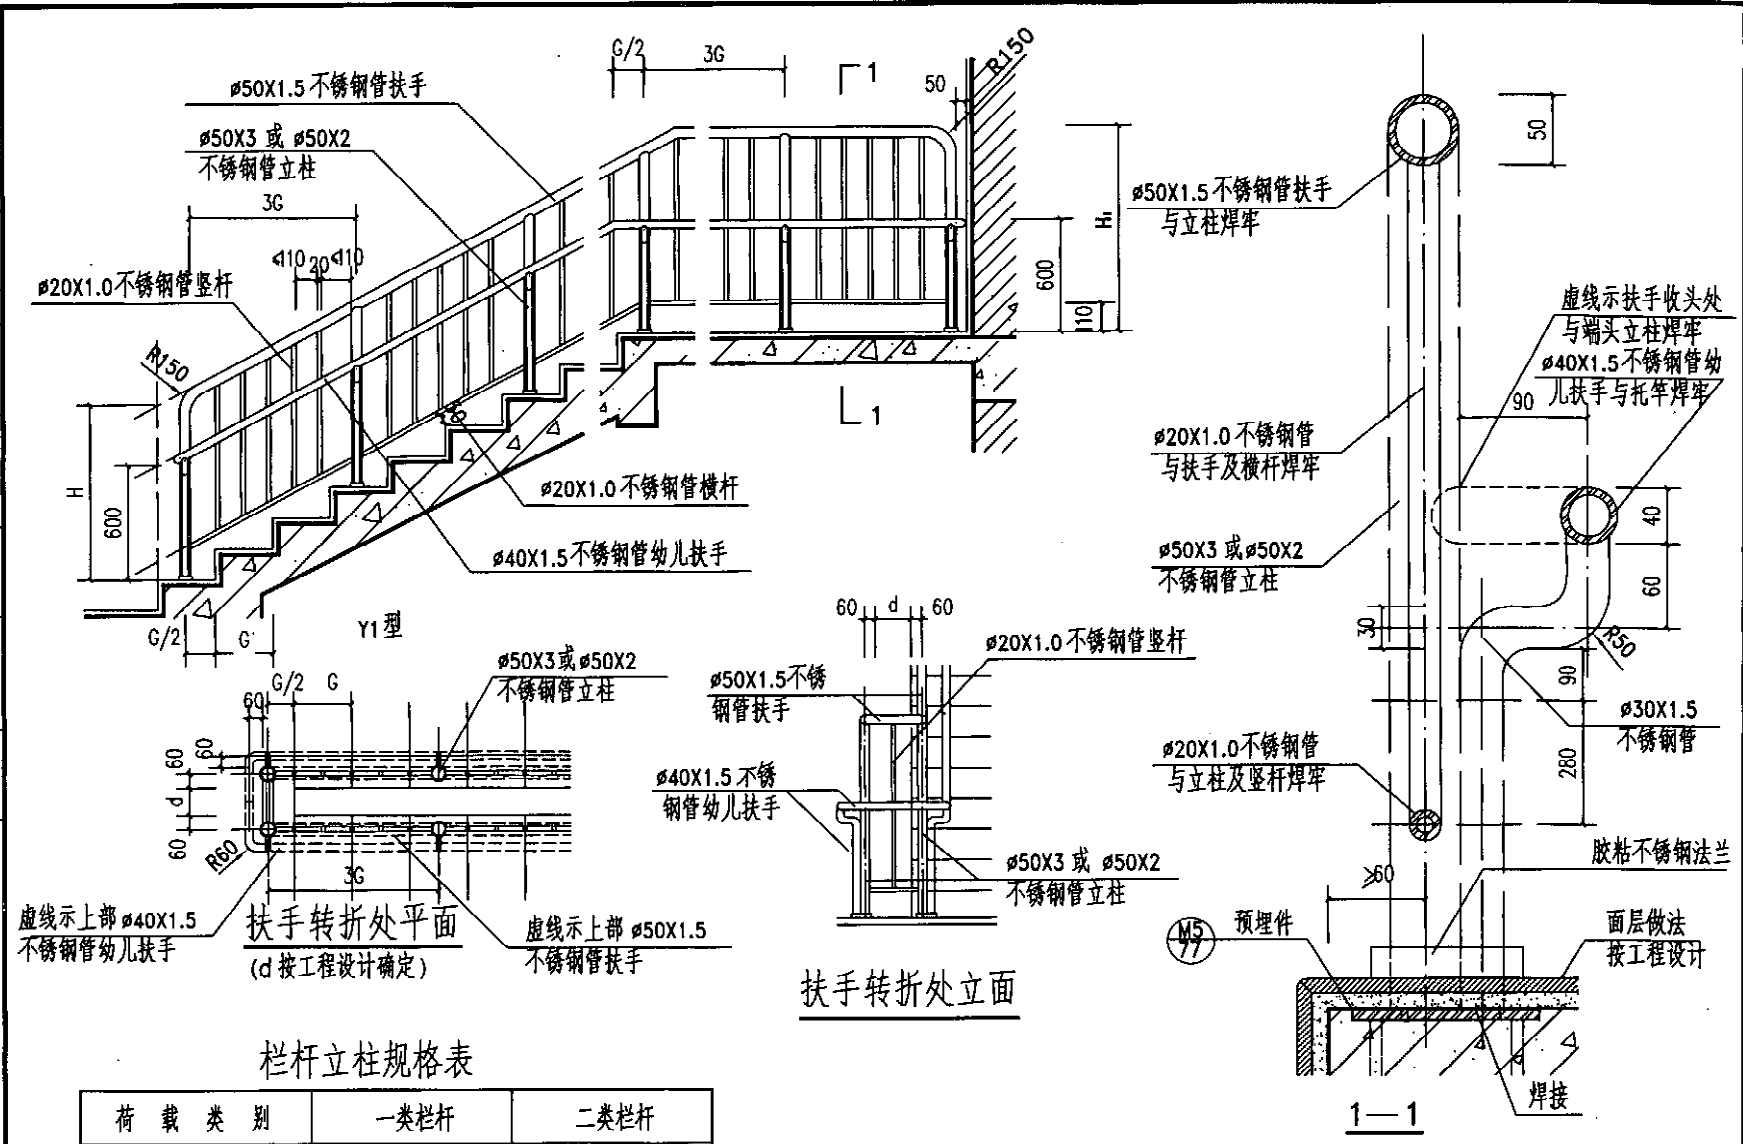 G/2
3G
1
R150
50
ø50X1.5不锈钢管扶手
ø50X3 或 ø50X2
不锈钢管立柱
3G
≤110
20
≤110
ø20X1.0不锈钢管竖杆
R150
H
600
H₁
600
110
1
ø20X1.0不锈钢管横杆
ø40X1.5不锈钢管幼儿扶手
G/2
G
Y1型
50
ø50X1.5不锈钢管扶手
与立柱焊牢
虚线示扶手收头处
与端头立柱焊牢
ø40X1.5不锈钢管幼
儿扶手与托竿焊牢
90
ø20X1.0不锈钢管
与扶手及横杆焊牢
ø50X3 或ø50X2
不锈钢管立柱
40
60
30
R50
90
ø30X1.5
不锈钢管
ø20X1.0不锈钢管
与立柱及竖杆焊牢
280
胶粘不锈钢法兰
≥60
M5
77
预埋件
面层做法
按工程设计
焊接
1—1
60
G/2
G
ø50X3或ø50X2
不锈钢管立柱
60
60
d
60
R60
3G
虚线示上部ø40X1.5
不锈钢管幼儿扶手
扶手转折处平面
(d按工程设计确定)
虚线示上部ø50X1.5
不锈钢管扶手
60
d
60
ø20X1.0不锈钢管竖杆
ø50X1.5不锈
钢管扶手
ø40X1.5不锈
钢管幼儿扶手
ø50X3 或 ø50X2
不锈钢管立柱
扶手转折处立面
栏杆立柱规格表
荷 载 类 别 一类栏杆 二类栏杆